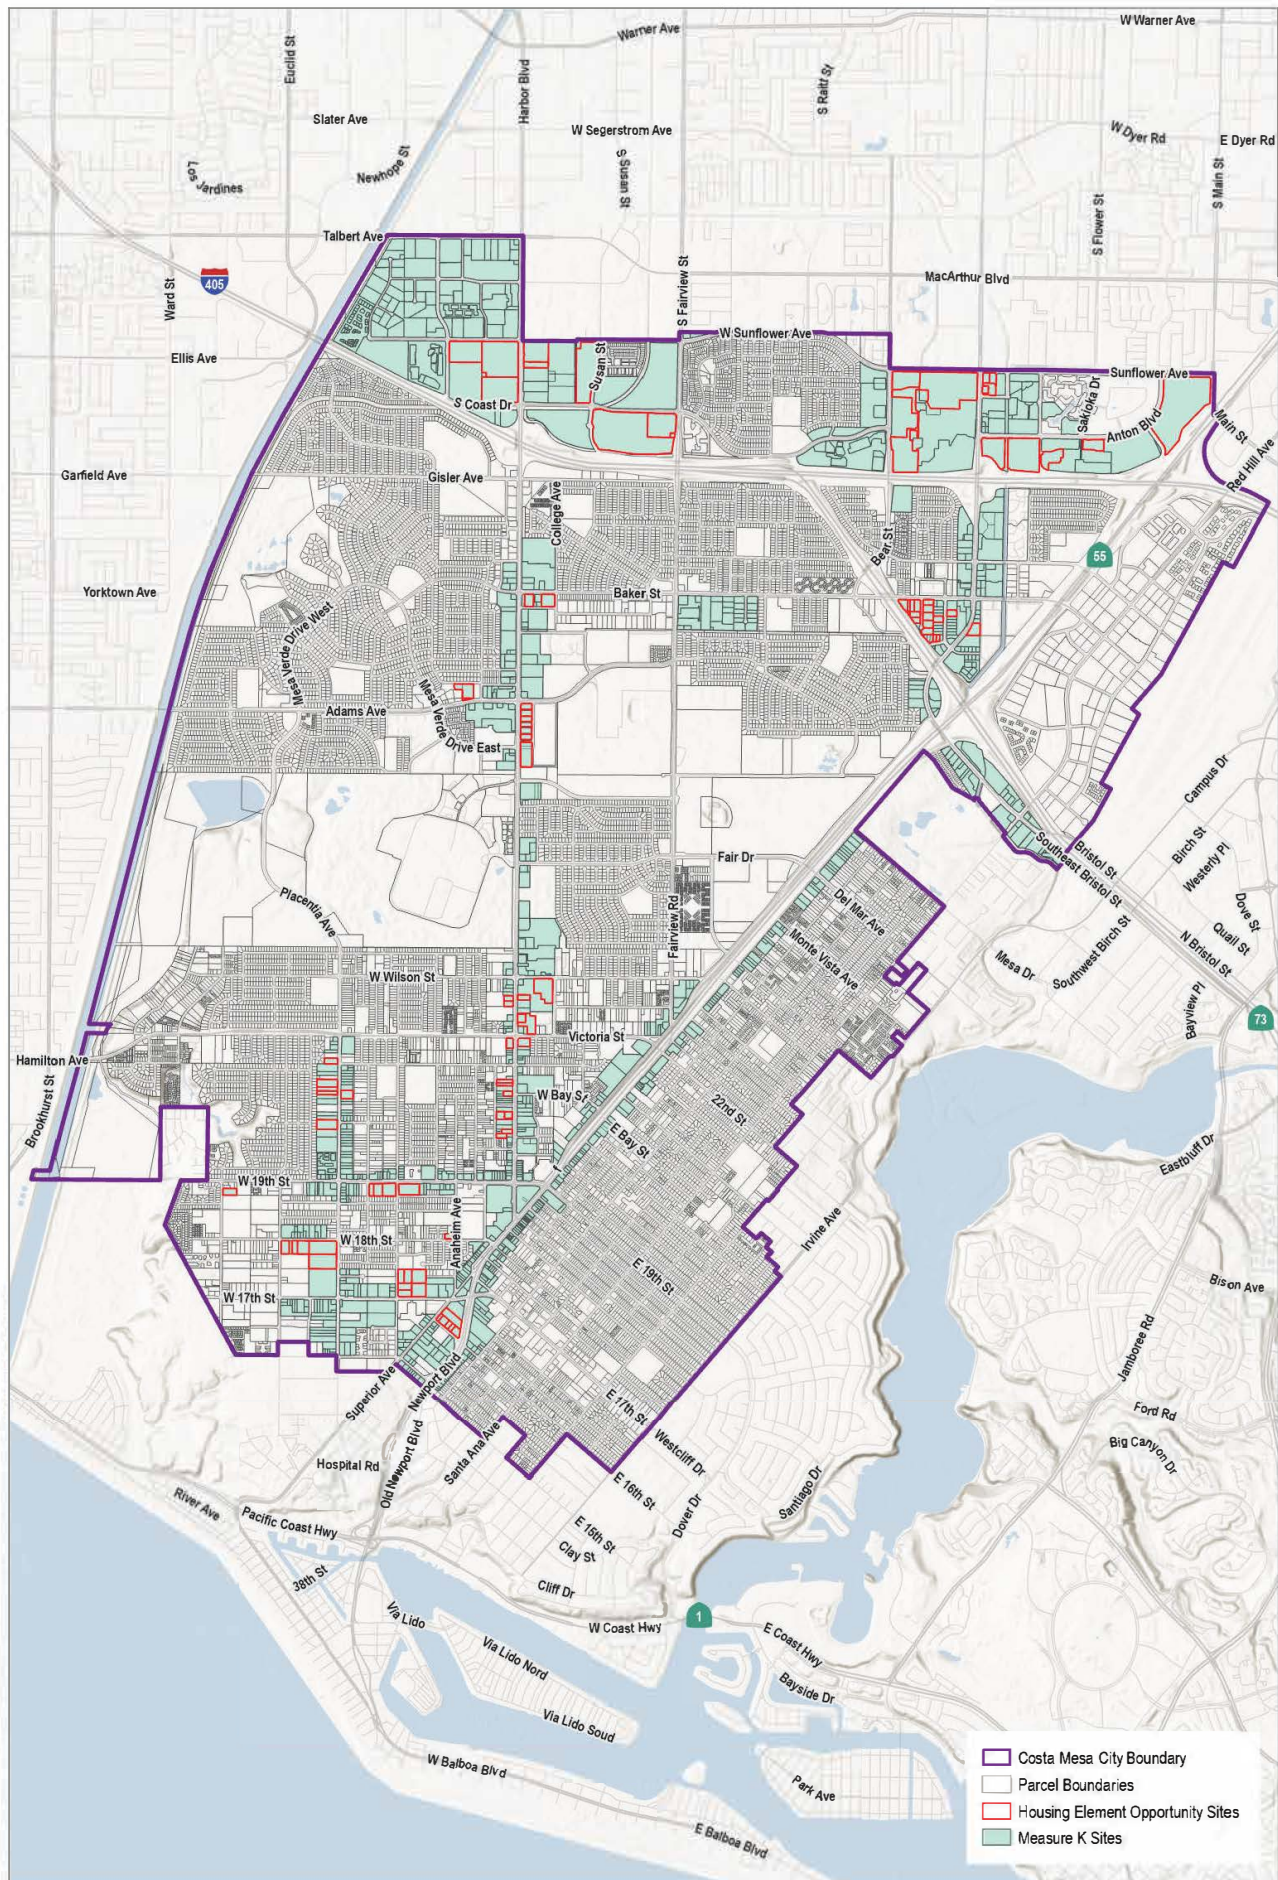 W Warner Ave
Warner Ave
Euclid St
Harbor Blvd
S Raitt St
Slater Ave
W Segerstrom Ave
W Dyer Rd
E Dyer Rd
Los Jardines
Newhope St
S Susan St
S Flower St
S Main St
Talbert Ave
405
Ward St
S Fairview St
MacArthur Blvd
W Sunflower Ave
Ellis Ave
Susan St
Sunflower Ave
S Coast Dr
Sakioka Dr
Anton Blvd
Main St
Red Hill Ave
Garfield Ave
Gisler Ave
College Ave
Bear St
55
Yorktown Ave
Baker St
Mesa Verde Drive West
Mesa Verde Drive East
Adams Ave
Campus Dr
Birch St
Westerly Pl
Bristol St
Southeast Bristol St
Fair Dr
Placentia Ave
Fairview Rd
Del Mar Ave
Monte Vista Ave
Dove St
Quail St
N Bristol St
Southwest Birch St
Mesa Dr
W Wilson St
Bayview Pl
73
Victoria St
Hamilton Ave
Brookhurst St
W Bay St
22nd St
E Bay St
Eastbluff Dr
W 19th St
Anaheim Ave
Irvine Ave
W 18th St
E 19th St
Bison Ave
W 17th St
Jamboree Rd
Superior Ave
Newport Blvd
E 17th St
Ford Rd
Westcliff Dr
Big Canyon Dr
Hospital Rd
Old Newport Blvd
Santa Ana Ave
E 16th St
Santiago Dr
River Ave
Pacific Coast Hwy
E 15th St
Dover Dr
Clay St
38th St
Cliff Dr
Via Lido
W Coast Hwy
1
E Coast Hwy
Via Lido Nord
Bayside Dr
Via Lido Soud
W Balboa Blvd
Park Ave
E Balboa Blvd
Costa Mesa City Boundary
Parcel Boundaries
Housing Element Opportunity Sites
Measure K Sites